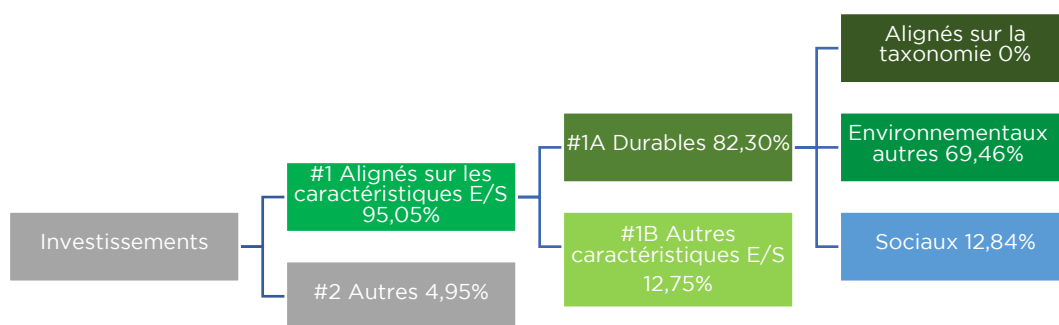 Investissements
#1 Alignés sur les
caractéristiques E/S
95,05%
#2 Autres 4,95%
#1A Durables 82,30%
#1B Autres
caractéristiques E/S
12,75%
Alignés sur la
taxonomie 0%
Environnementaux
autres 69,46%
Sociaux 12,84%